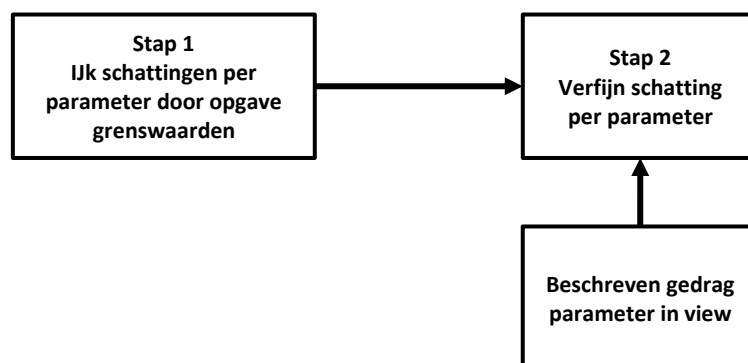 Stap 1
IJk schattingen per
parameter door opgave
grenswaarden
Stap 2
Verfijn schatting
per parameter
Beschreven gedrag
parameter in view